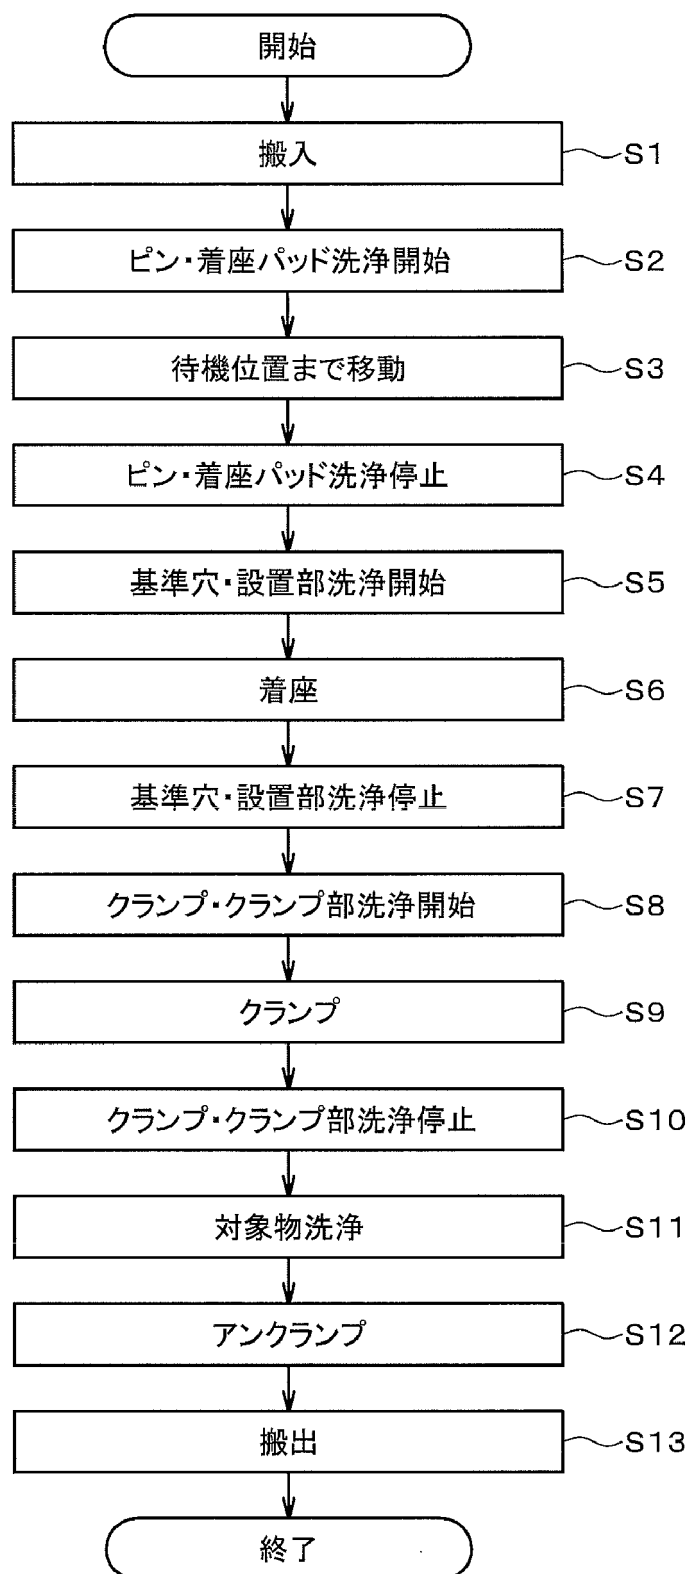 開始
搬入 S1
ピン・着座パッド洗浄開始 S2
待機位置まで移動 S3
ピン・着座パッド洗浄停止 S4
基準穴・設置部洗浄開始 S5
着座 S6
基準穴・設置部洗浄停止 S7
クランプ・クランプ部洗浄開始 S8
クランプ S9
クランプ・クランプ部洗浄停止 S10
対象物洗浄 S11
アンクランプ S12
搬出 S13
終了